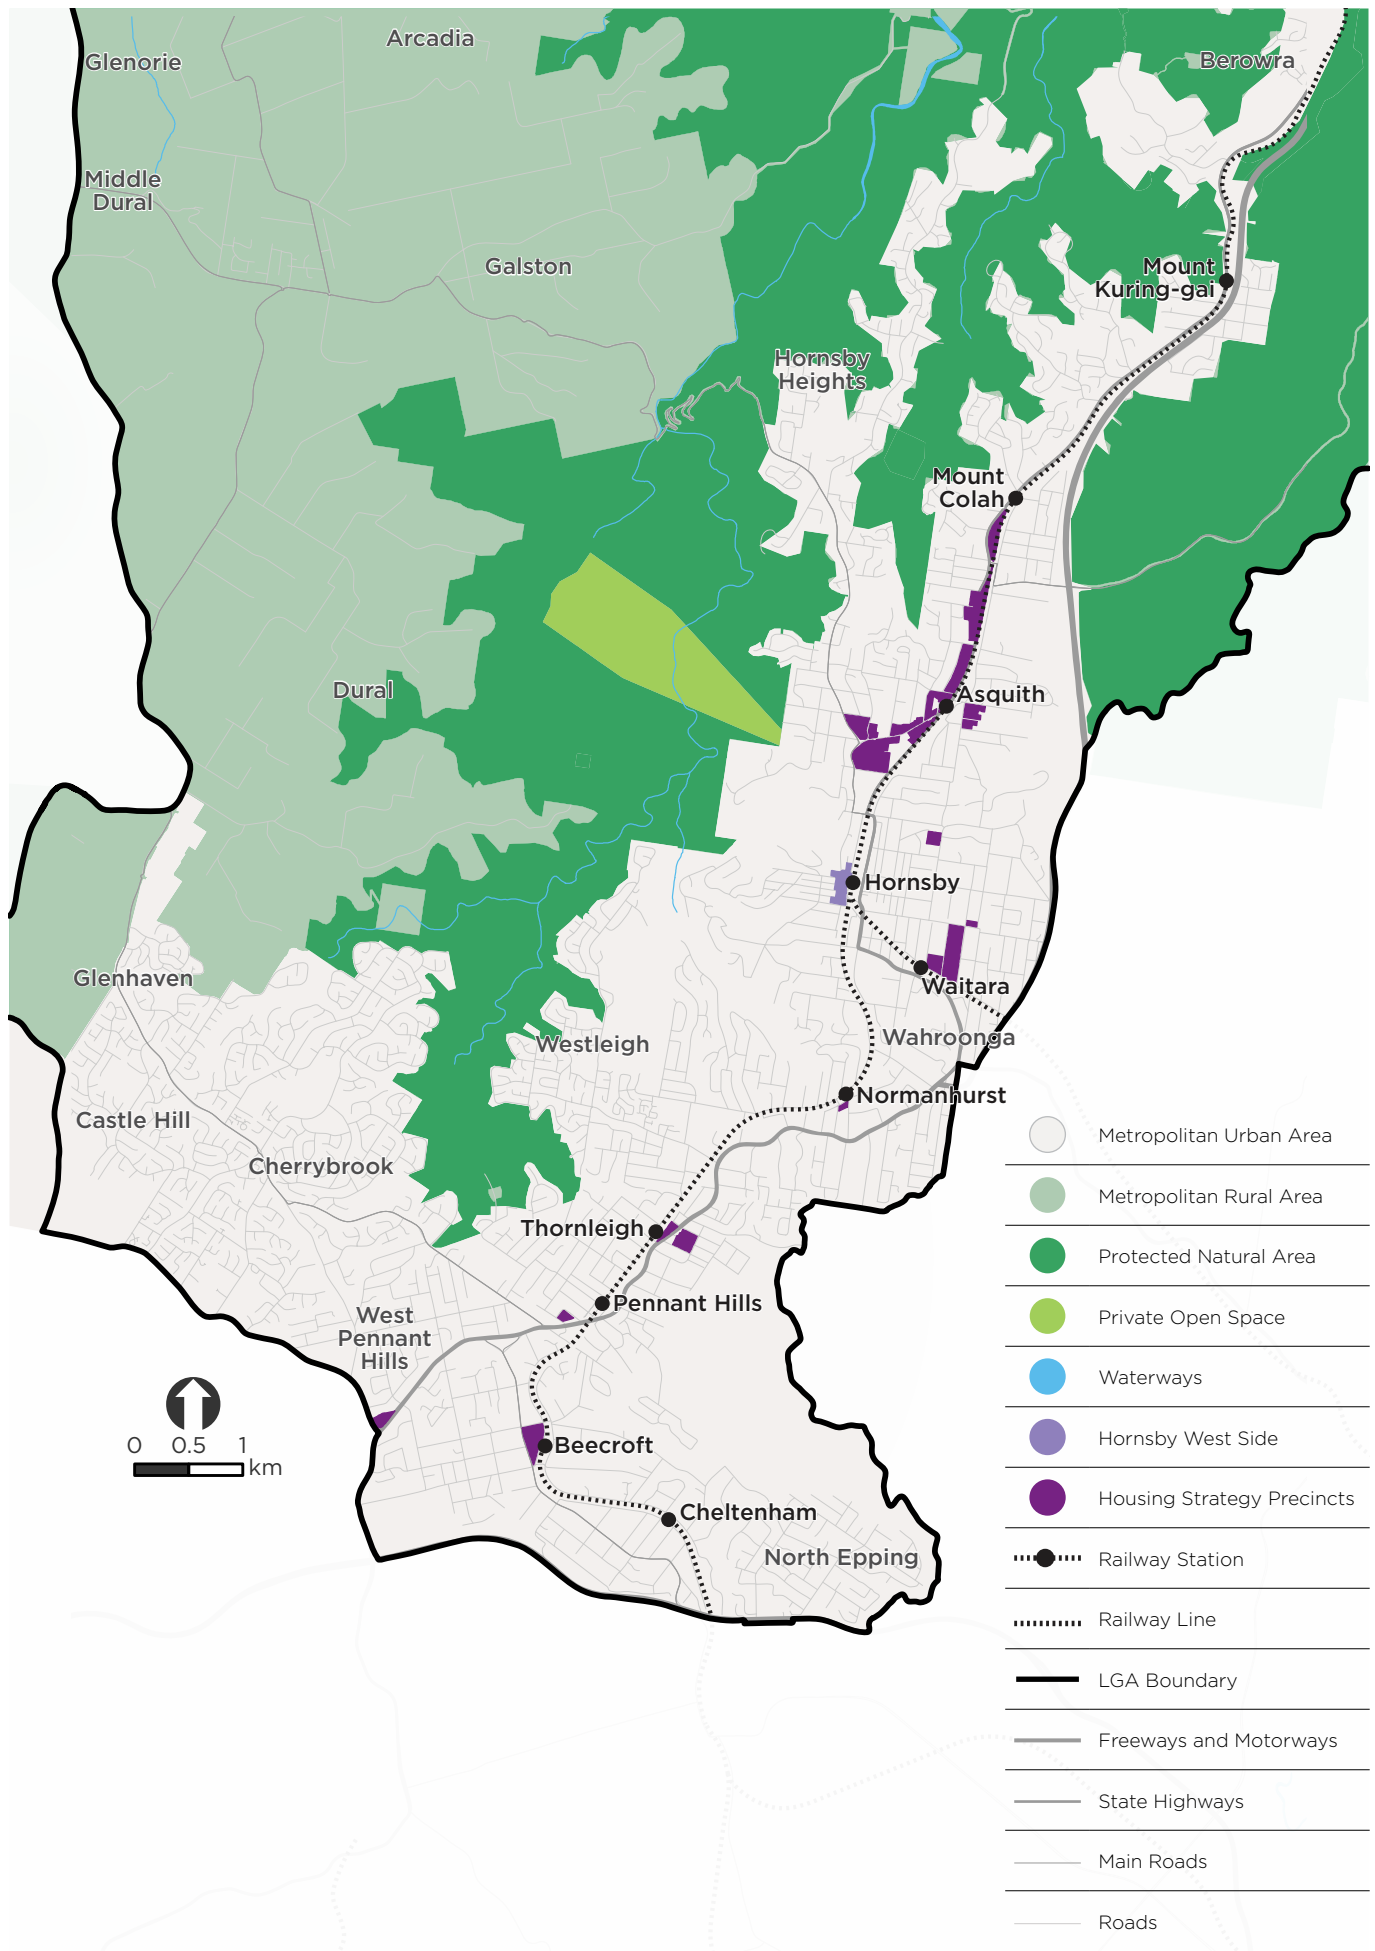 Arcadia
Glenorie
Berowra
Middle
Dural
Galston
Mount
Kuring-gai
Hornsby
Heights
Mount
Colah
Dural
Asquith
Hornsby
Glenhaven
Waitara
Westleigh
Wahroonga
Normanhurst
Castle Hill
Cherrybrook
Thornleigh
Pennant Hills
West
Pennant
Hills
Beecroft
Cheltenham
North Epping
0 0.5 1
km
Metropolitan Urban Area
Metropolitan Rural Area
Protected Natural Area
Private Open Space
Waterways
Hornsby West Side
Housing Strategy Precincts
Railway Station
Railway Line
LGA Boundary
Freeways and Motorways
State Highways
Main Roads
Roads